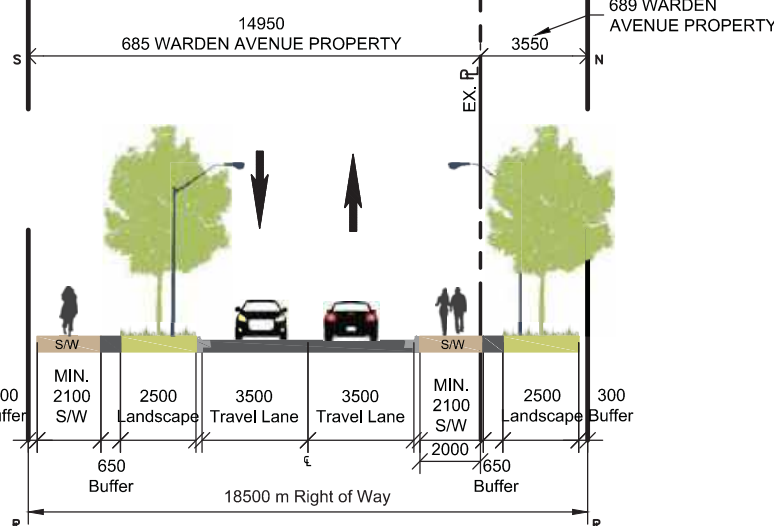 689 WARDEN
AVENUE PROPERTY
14950
685 WARDEN AVENUE PROPERTY
3550
S
N
EX. PL
S/W
S/W
MIN.
2100
S/W
2500
Landscape
3500
Travel Lane
3500
Travel Lane
MIN.
2100
S/W
2500
Landscape
300
Buffer
2000
650
Buffer
650
Buffer
18500 m Right of Way